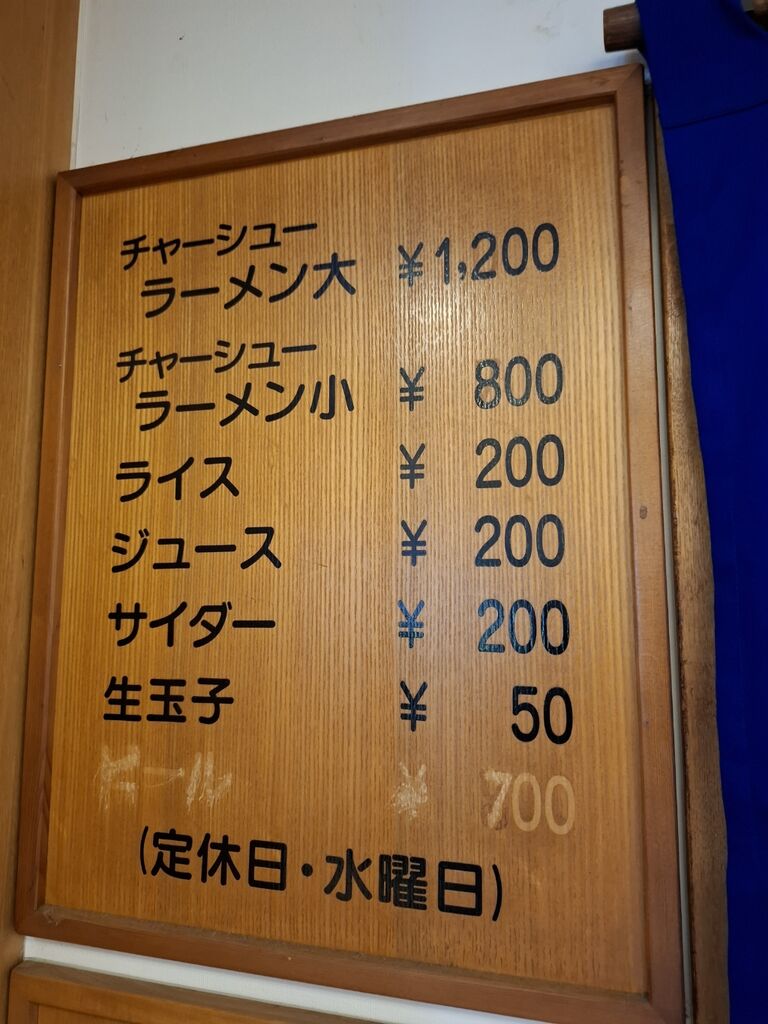 チャーシュー
ラーメン大 ¥1,200
チャーシュー
ラーメン小 ¥ 800
ライス ¥ 200
ジュース ¥ 200
サイダー ¥ 200
生玉子 ¥ 50
ビール ¥ 700
(定休日・水曜日)